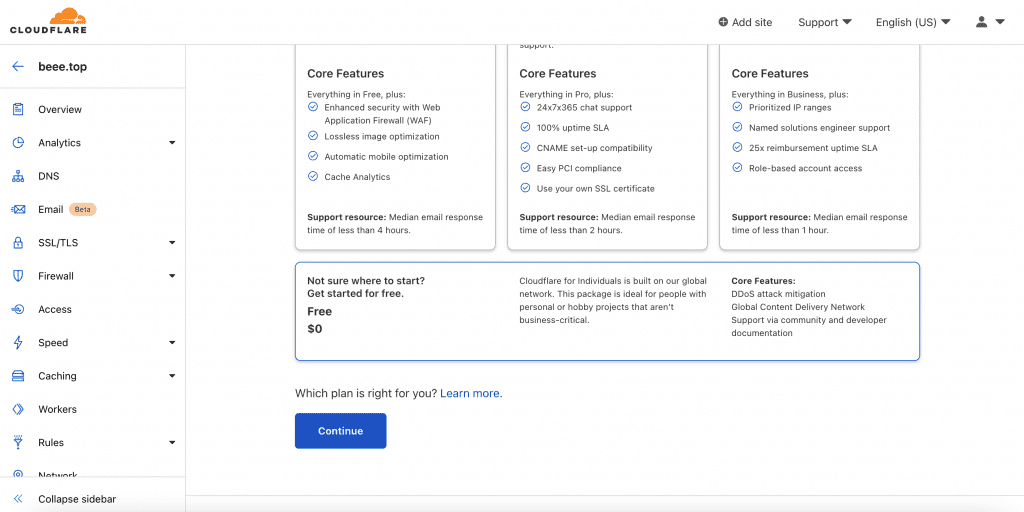 CLOUDFLARE
Add site
Support
English (US)
beee.top
Overview
Analytics
DNS
Email Beta
SSL/TLS
Firewall
Access
Speed
Caching
Workers
Rules
Network
Collapse sidebar
Core Features
Everything in Free, plus:
Enhanced security with Web
Application Firewall (WAF)
Lossless image optimization
Automatic mobile optimization
Cache Analytics
Support resource: Median email response
time of less than 4 hours.
support.
Core Features
Everything in Pro, plus:
24x7x365 chat support
100% uptime SLA
CNAME set-up compatibility
Easy PCI compliance
Use your own SSL certificate
Support resource: Median email response
time of less than 2 hours.
Core Features
Everything in Business, plus:
Prioritized IP ranges
Named solutions engineer support
25x reimbursement uptime SLA
Role-based account access
Support resource: Median email response
time of less than 1 hour.
Not sure where to start?
Get started for free.
Free
$0
Cloudflare for Individuals is built on our global
network. This package is ideal for people with
personal or hobby projects that aren't
business-critical.
Core Features:
DDoS attack mitigation
Global Content Delivery Network
Support via community and developer
documentation
Which plan is right for you? Learn more.
Continue